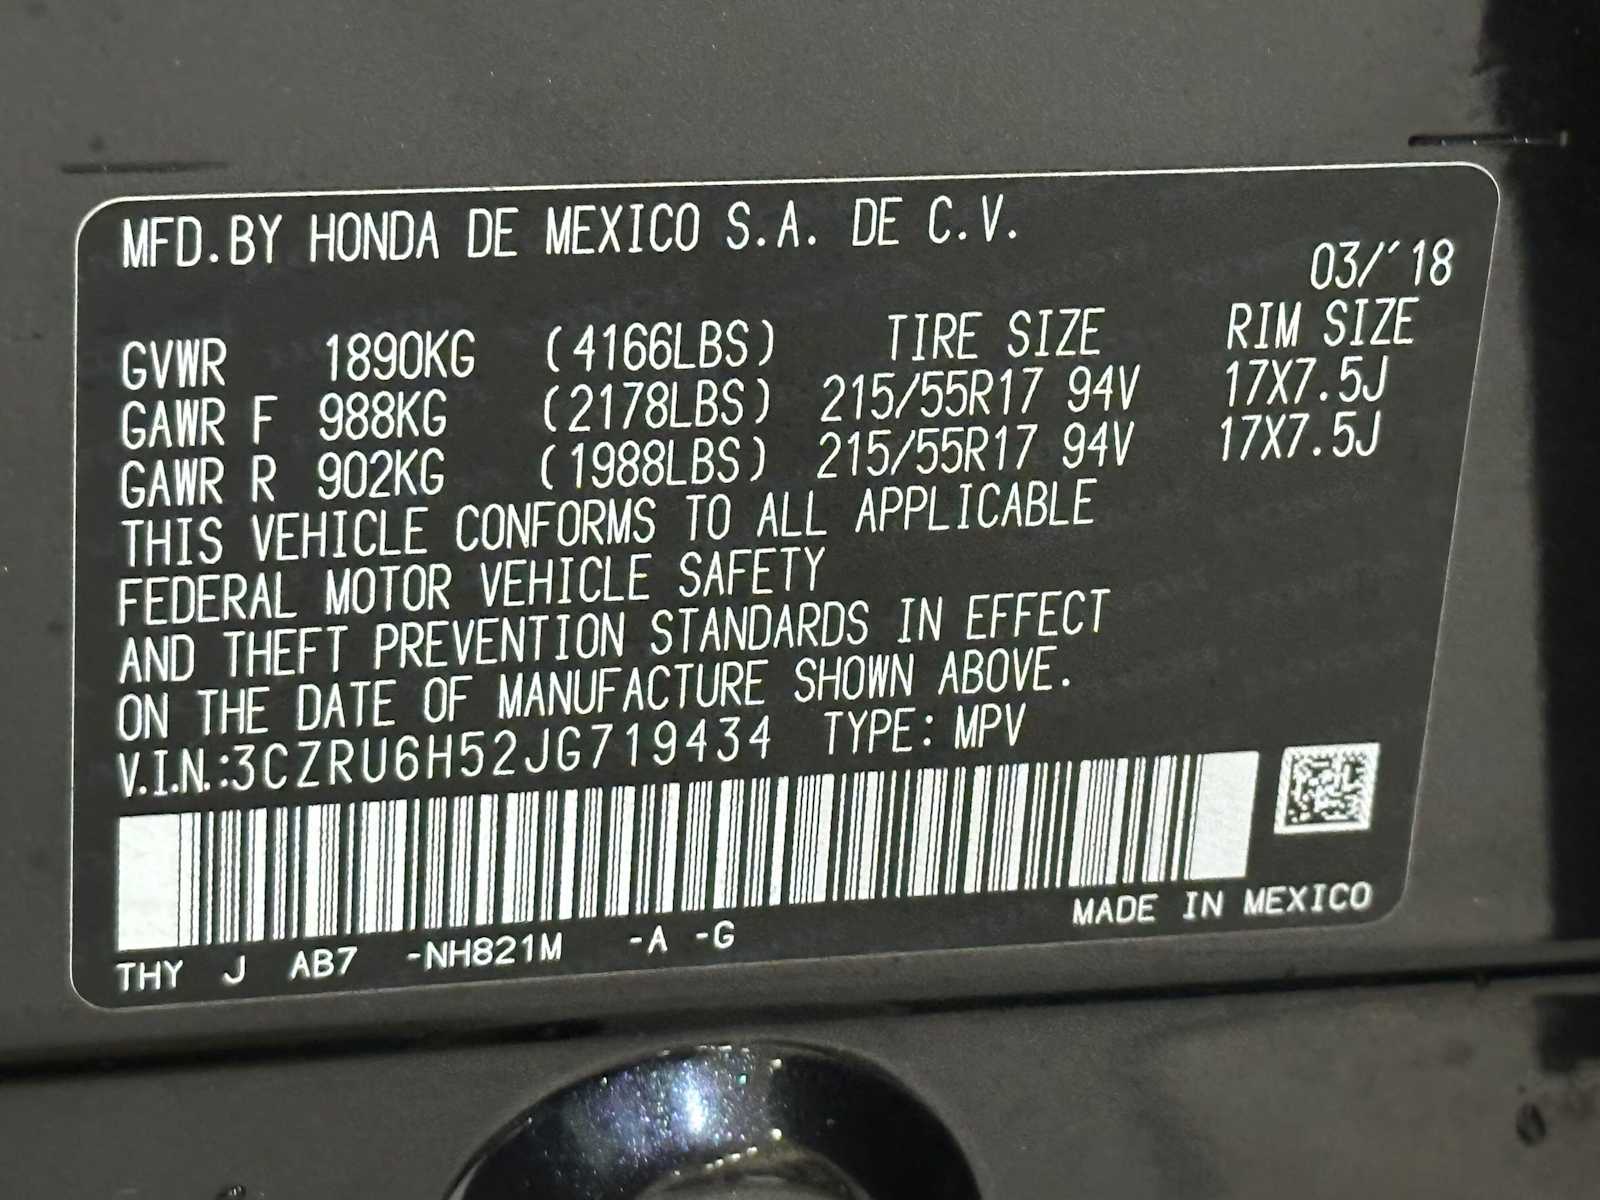 MFD.BY HONDA DE MEXICO S.A. DE C.V.
03/´18
GVWR 1890KG (4166LBS) TIRE SIZE RIM SIZE
GAWR F 988KG (2178LBS) 215/55R17 94V 17X7.5J
GAWR R 902KG (1988LBS) 215/55R17 94V 17X7.5J
THIS VEHICLE CONFORMS TO ALL APPLICABLE
FEDERAL MOTOR VEHICLE SAFETY
AND THEFT PREVENTION STANDARDS IN EFFECT
ON THE DATE OF MANUFACTURE SHOWN ABOVE.
V.I.N.:3CZRU6H52JG719434 TYPE: MPV
MADE IN MEXICO
THY J AB7 -NH821M -A -G